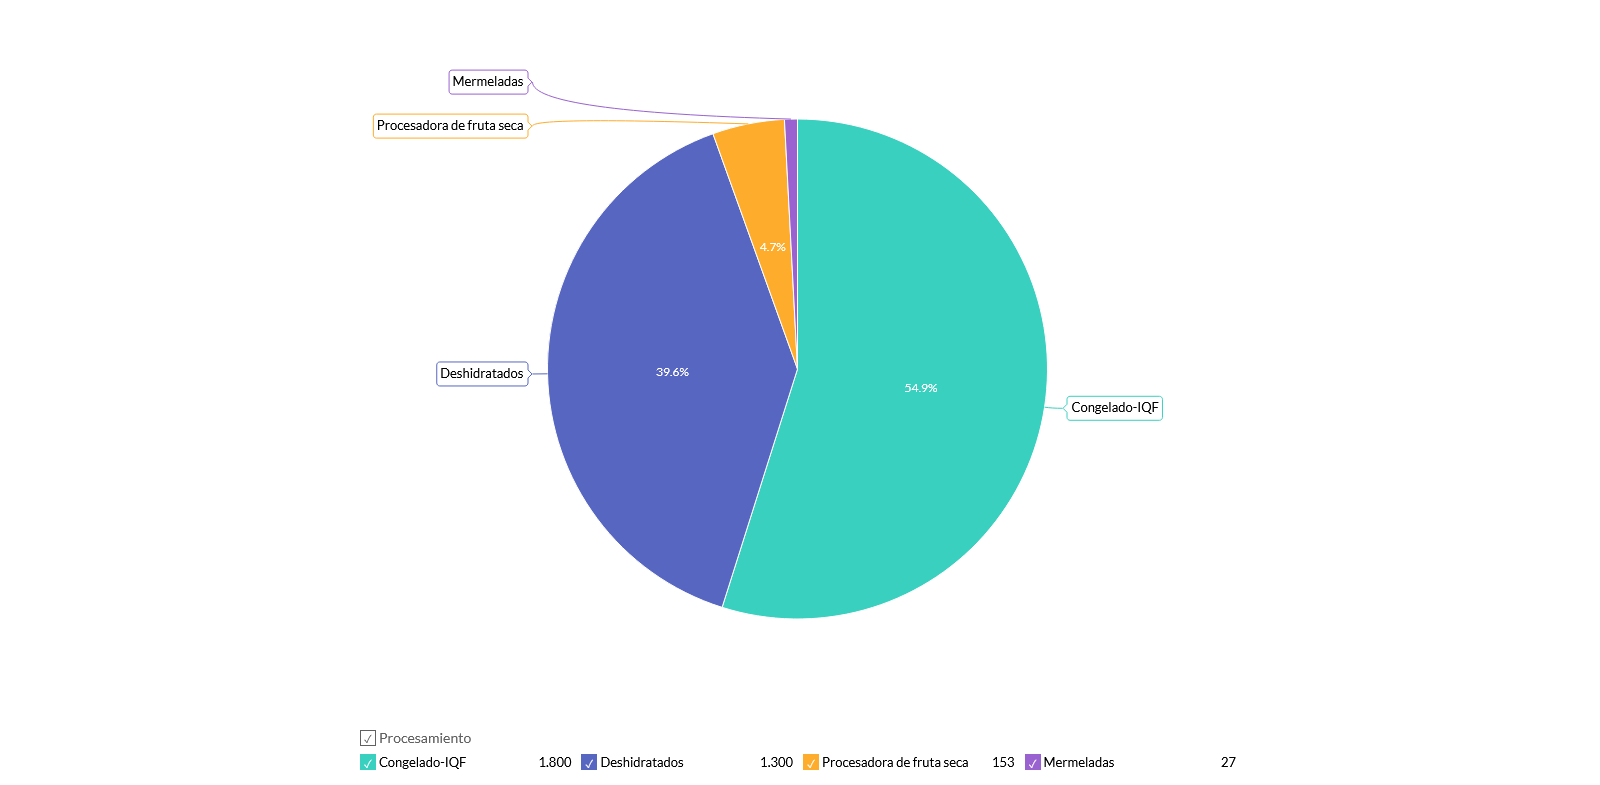 Mermeladas
Procesadora de fruta seca
4.7%
Deshidratados
39.6%
54.9%
Congelado-IQF
Procesamiento
Congelado-IQF 1.800 Deshidratados 1.300 Procesadora de fruta seca 153 Mermeladas 27